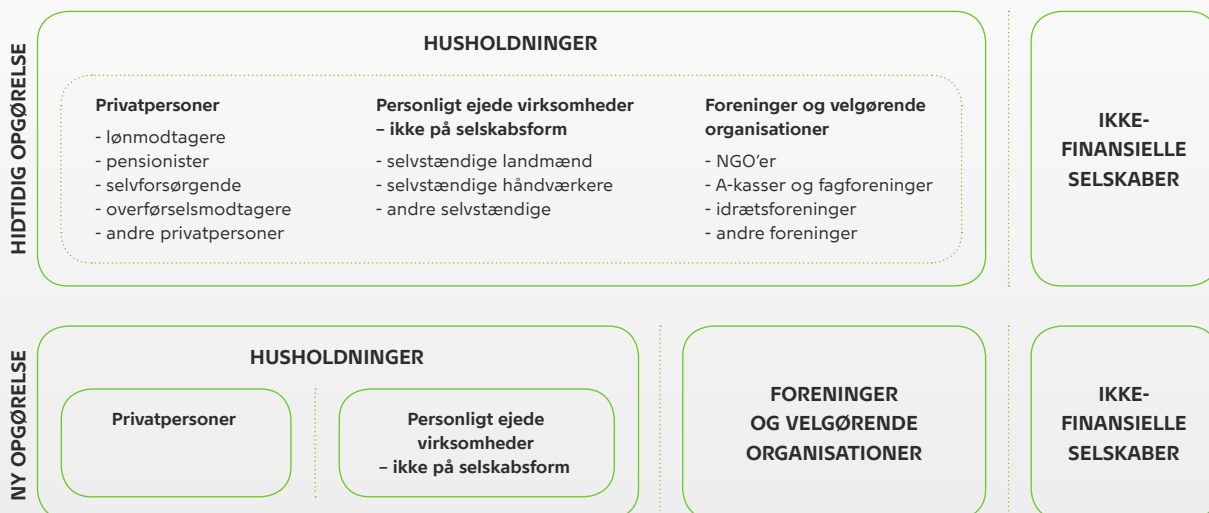 HIDTIDIG OPGØRELSE
HUSHOLDNINGER
Privatpersoner
- lønmodtagere
- pensionister
- selvforsørgende
- overførselsmodtagere
- andre privatpersoner
Personligt ejede virksomheder
– ikke på selskabsform
- selvstændige landmænd
- selvstændige håndværkere
- andre selvstændige
Foreninger og velgørende
organisationer
- NGO’er
- A-kasser og fagforeninger
- idrætsforeninger
- andre foreninger
IKKE-
FINANSIELLE
SELSKABER
NY OPGØRELSE
HUSHOLDNINGER
Privatpersoner
Personligt ejede
virksomheder
– ikke på selskabsform
FORENINGER
OG VELGØRENDE
ORGANISATIONER
IKKE-
FINANSIELLE
SELSKABER